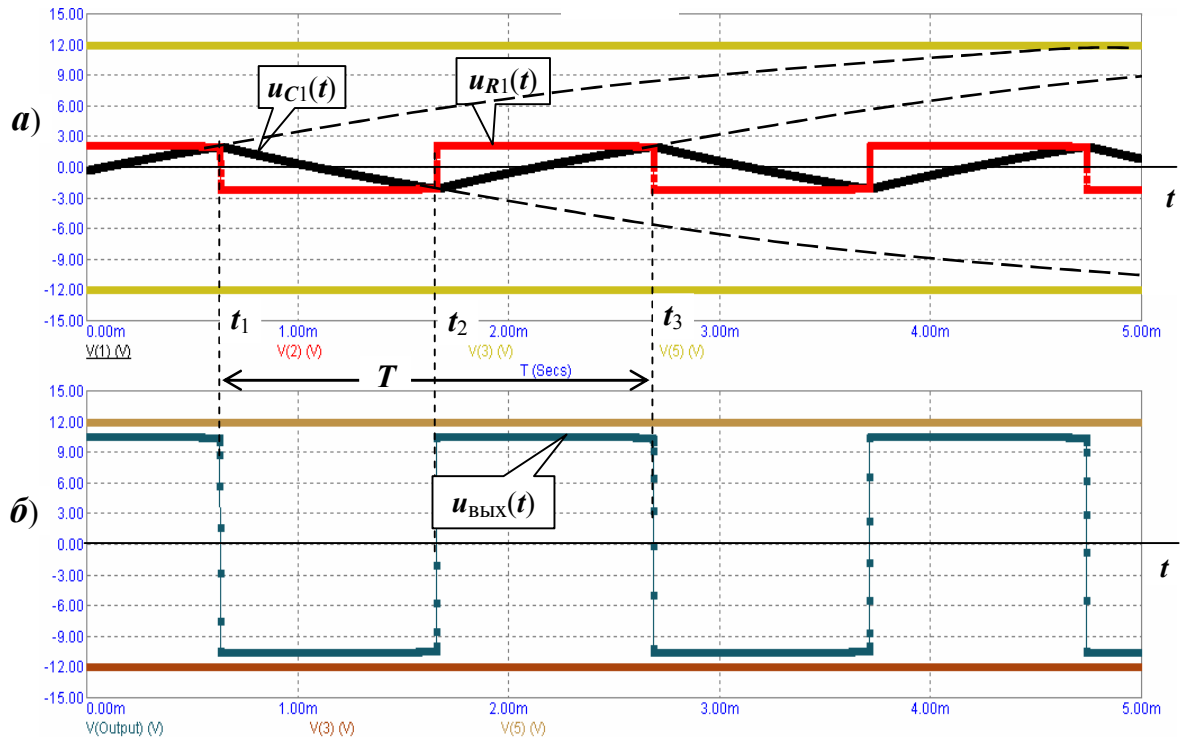 15.00
12.00
9.00
6.00
3.00
0.00
-3.00
-6.00
-9.00
-12.00
-15.00
а)
uC1(t)
uR1(t)
t
t1
t2
t3
0.00m 1.00m 2.00m 3.00m 4.00m 5.00m
V(1) (V) V(2) (V) V(3) (V) V(5) (V)
T (Secs)
T
15.00
12.00
9.00
6.00
3.00
0.00
-3.00
-6.00
-9.00
-12.00
-15.00
б)
uвых(t)
t
0.00m 1.00m 2.00m 3.00m 4.00m 5.00m
V(Output) (V) V(3) (V) V(5) (V)